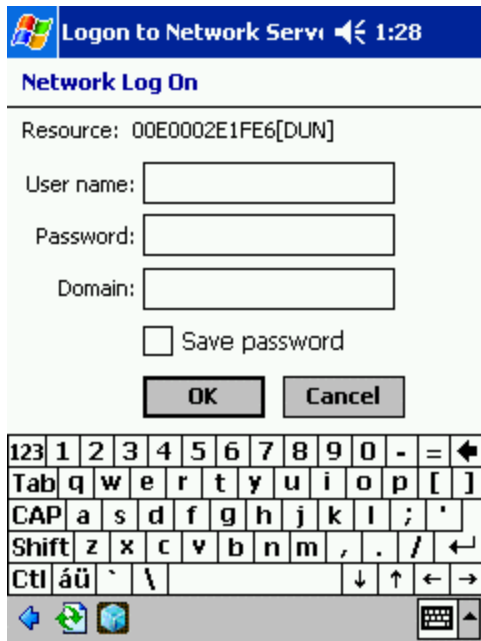 Logon to Network Serve 1:28
Network Log On
Resource: 00E0002E1FE6[DUN]
User name:
Password:
Domain:
Save password
OK Cancel
123 1 2 3 4 5 6 7 8 9 0 - =
Tab q w e r t y u i o p [ ]
CAP a s d f g h j k l ; '
Shift z x c v b n m , . /
Ctl áü ` \